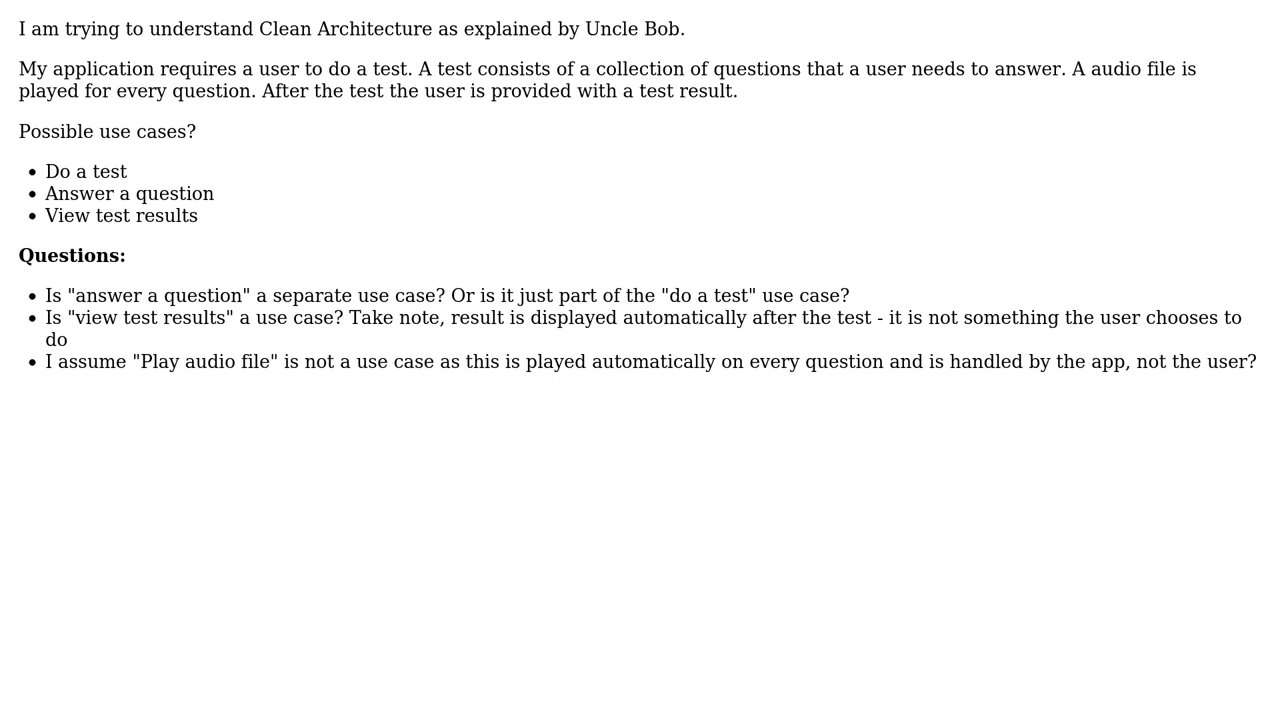 I am trying to understand Clean Architecture as explained by Uncle Bob.
My application requires a user to do a test. A test consists of a collection of questions that a user needs to answer. A audio file is
played for every question. After the test the user is provided with a test result.
Possible use cases?
• Do a test
• Answer a question
• View test results
Questions:
• Is "answer a question" a separate use case? Or is it just part of the "do a test" use case?
• Is "view test results" a use case? Take note, result is displayed automatically after the test - it is not something the user chooses to
do
• I assume "Play audio file" is not a use case as this is played automatically on every question and is handled by the app, not the user?